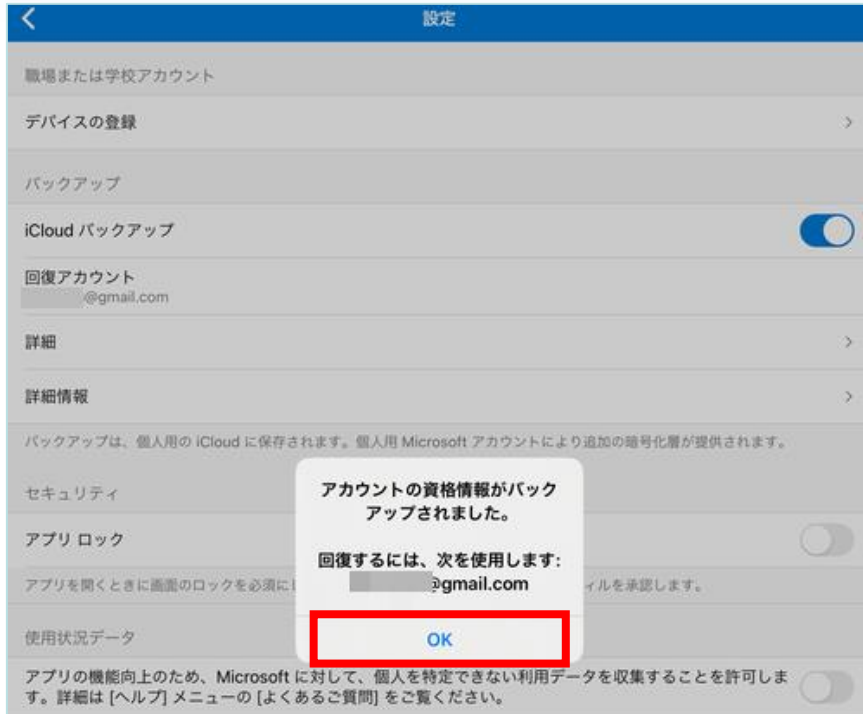 設定
職場または学校アカウント
デバイスの登録
バックアップ
iCloud バックアップ
回復アカウント
@gmail.com
詳細
詳細情報
バックアップは、個人用の iCloud に保存されます。個人用 Microsoft アカウントにより追加の暗号化層が提供されます。
セキュリティ
アプリ ロック
アプリを開くときに画面のロックを必須に
ィルを承認します。
アカウントの資格情報がバック
アップされました。
回復するには、次を使用します:
@gmail.com
OK
使用状況データ
アプリの機能向上のため、Microsoft に対して、個人を特定できない利用データを収集することを許可しま
す。詳細は [ヘルプ] メニューの [よくあるご質問] をご覧ください。